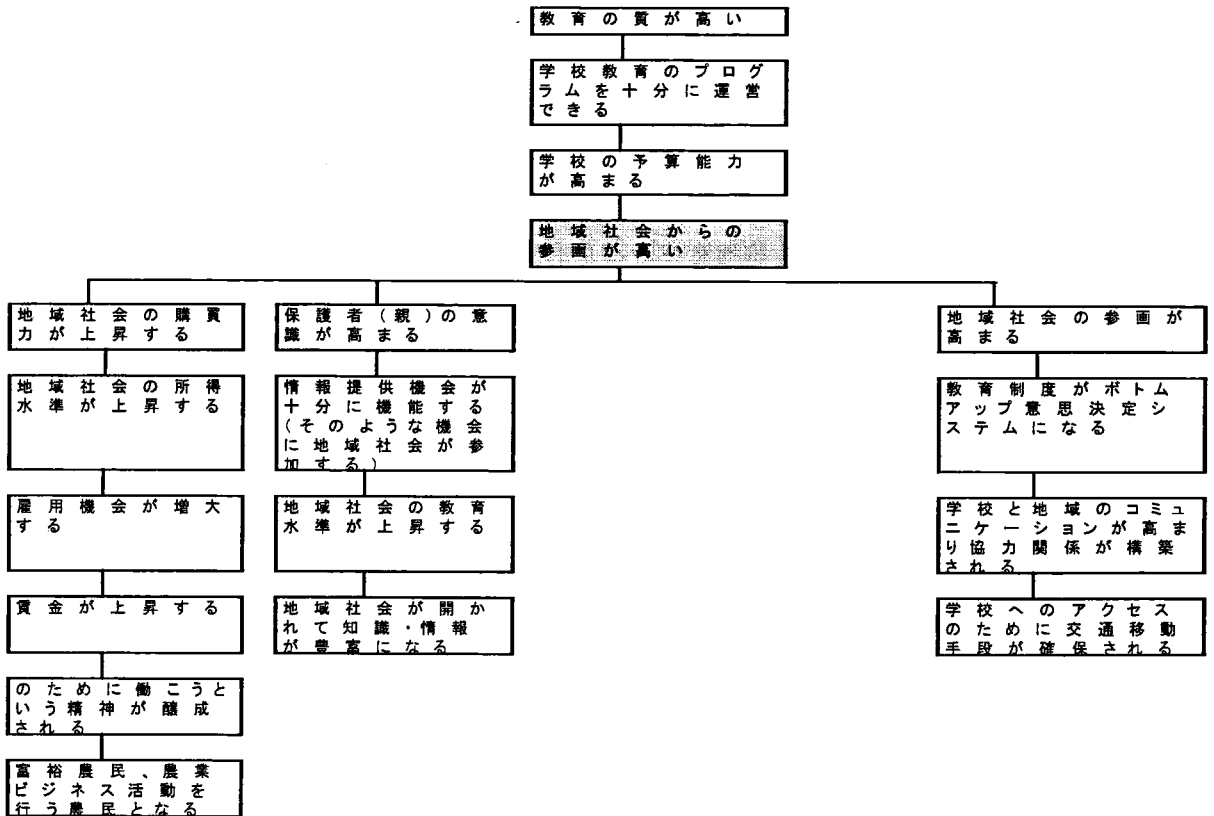 教育の質が高い
学校教育のプログ
ラムを十分に運営
できる
学校の予算能力
が高まる
地域社会からの
参画が高い
地域社会の購買
力が上昇する
地域社会の所得
水準が上昇する
雇用機会が増大
する
賃金が上昇する
のために働こうと
いう精神が醸成
される
富裕農民、農業
ビジネス活動を
行う農民となる
保護者(親)の意
識が高まる
情報提供機会が
十分に機能する
(そのような機会
に地域社会が参
加する)
地域社会の教育
水準が上昇する
地域社会が開か
れて知識・情報
が豊富になる
地域社会の参画が
高まる
教育制度がボトム
アップ意思決定シ
ステムになる
学校と地域のコミュ
ニケーションが高ま
り協力関係が構築
される
学校へのアクセス
のために交通移動
手段が確保される